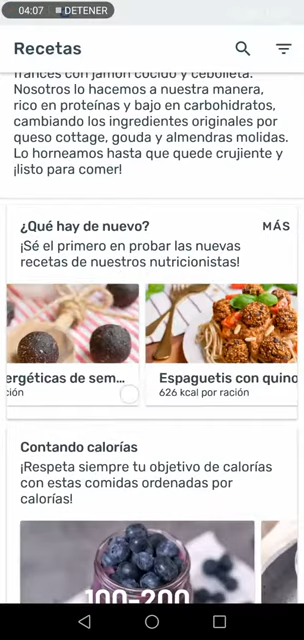 04:07 DETENER
Recetas
francés con jamón cocido y cebolleta.
Nosotros lo hacemos a nuestra manera,
rico en proteínas y bajo en carbohidratos,
cambiando los ingredientes originales por
queso cottage, gouda y almendras molidas.
Lo horneamos hasta que quede crujiente y
¡listo para comer!
¿Qué hay de nuevo? MÁS
¡Sé el primero en probar las nuevas
recetas de nuestros nutricionistas!
ergéticas de sem...
ción
Espaguetis con quino
626 kcal por ración
Contando calorías
¡Respeta siempre tu objetivo de calorías
con estas comidas ordenadas por
calorías!
100-200